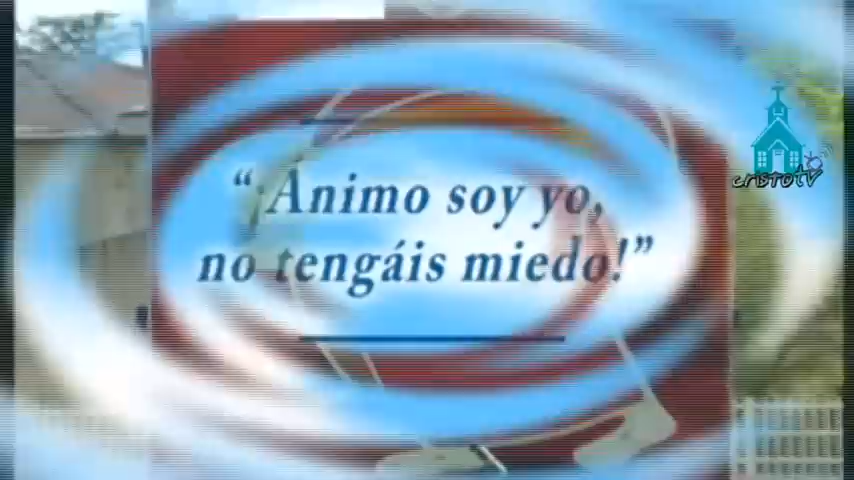 “¡Ánimo soy yo,
no tengáis miedo!”
cristotv